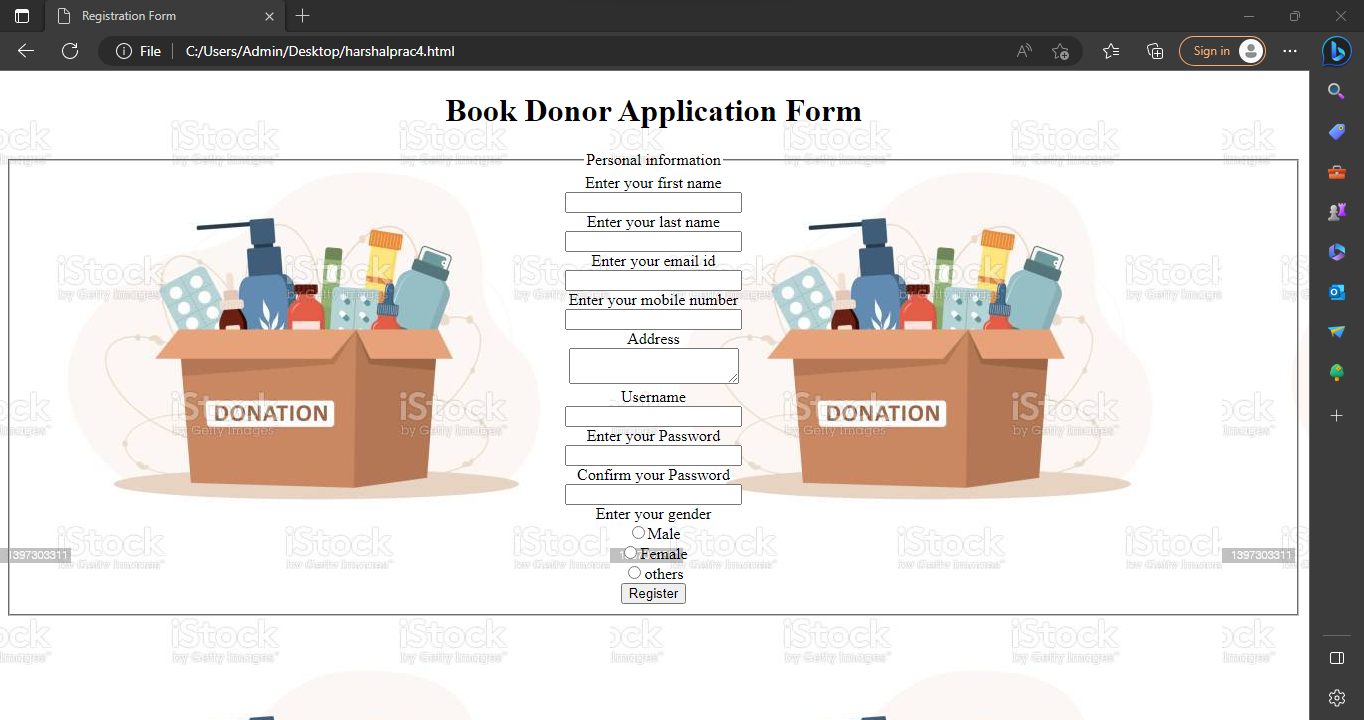 Registration Form
File
C:/Users/Admin/Desktop/harshalprac4.html
Sign in
Book Donor Application Form
Personal information
Enter your first name
Enter your last name
Enter your email id
Enter your mobile number
Address
Username
Enter your Password
Confirm your Password
Enter your gender
Male
Female
others
Register
DONATION
DONATION
iStock
by Getty Images™
1397303311
1397303311